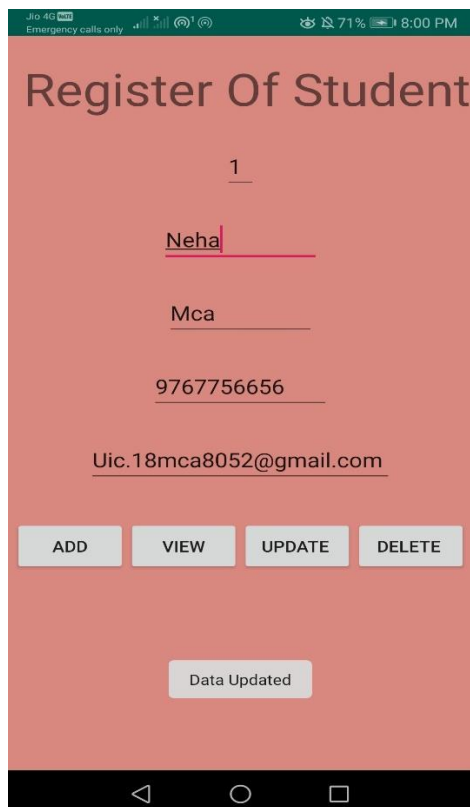 Jio 4G VoLTE
Emergency calls only
71% 8:00 PM
Register Of Student
1
Neha
Mca
9767756656
Uic.18mca8052@gmail.com
ADD VIEW UPDATE DELETE
Data Updated